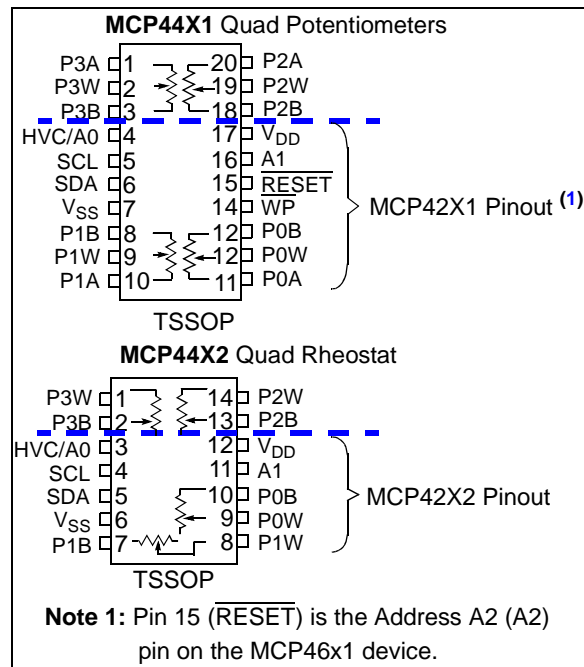 MCP44X1 Quad Potentiometers
P3A 1 20 P2A
P3W 2 19 P2W
P3B 3 18 P2B
HVC/A0 4 17 VDD
SCL 5 16 A1
SDA 6 15 RESET
VSS 7 14 WP
P1B 8 12 P0B
P1W 9 12 P0W
P1A 10 11 P0A
MCP42X1 Pinout (1)
TSSOP
MCP44X2 Quad Rheostat
P3W 1 14 P2W
P3B 2 13 P2B
HVC/A0 3 12 VDD
SCL 4 11 A1
SDA 5 10 P0B
VSS 6 9 P0W
P1B 7 8 P1W
MCP42X2 Pinout
TSSOP
Note 1: Pin 15 (RESET) is the Address A2 (A2)
pin on the MCP46x1 device.